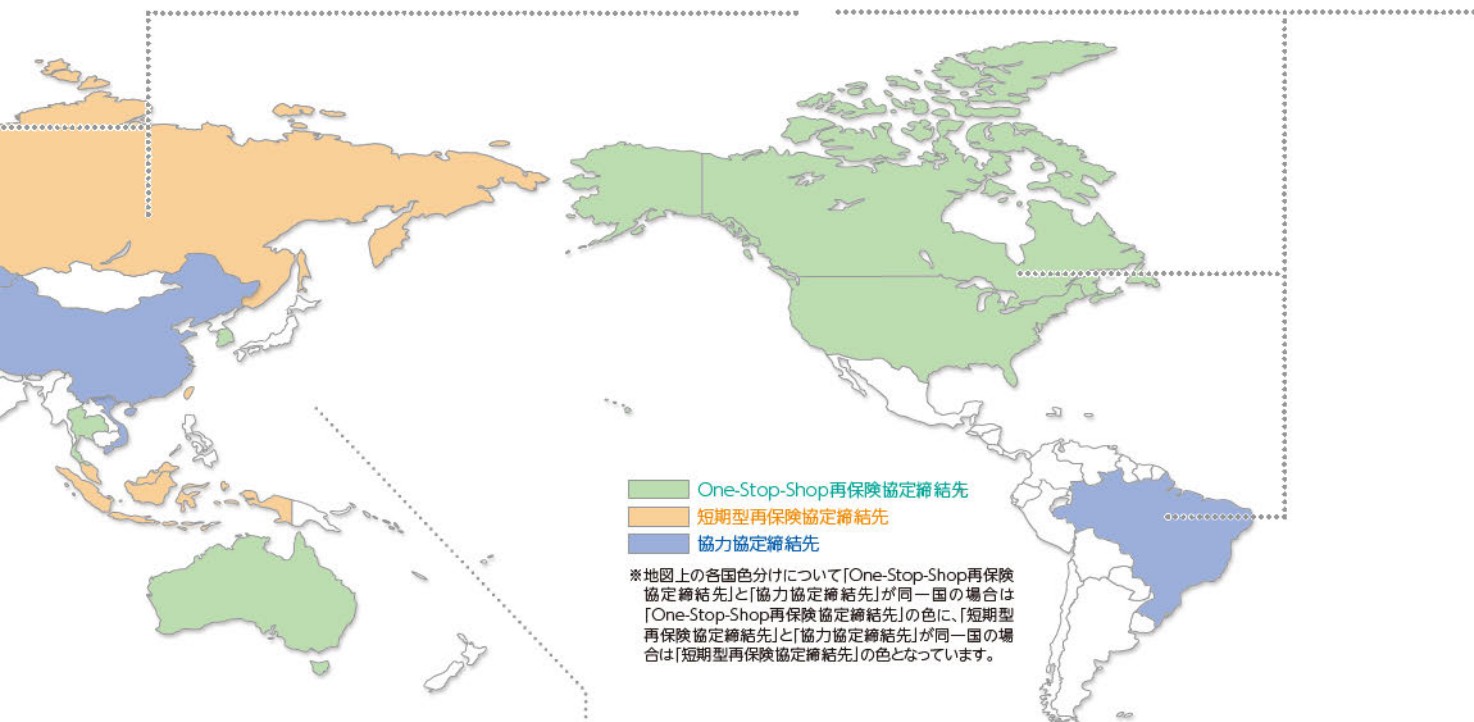 One-Stop-Shop再保険協定締結先
短期型再保険協定締結先
協力協定締結先
※地図上の各国色分けについて「One-Stop-Shop再保険
協定締結先」と「協力協定締結先」が同一国の場合は
「One-Stop-Shop再保険協定締結先」の色に、「短期型
再保険協定締結先」と「協力協定締結先」が同一国の場
合は「短期型再保険協定締結先」の色となっています。